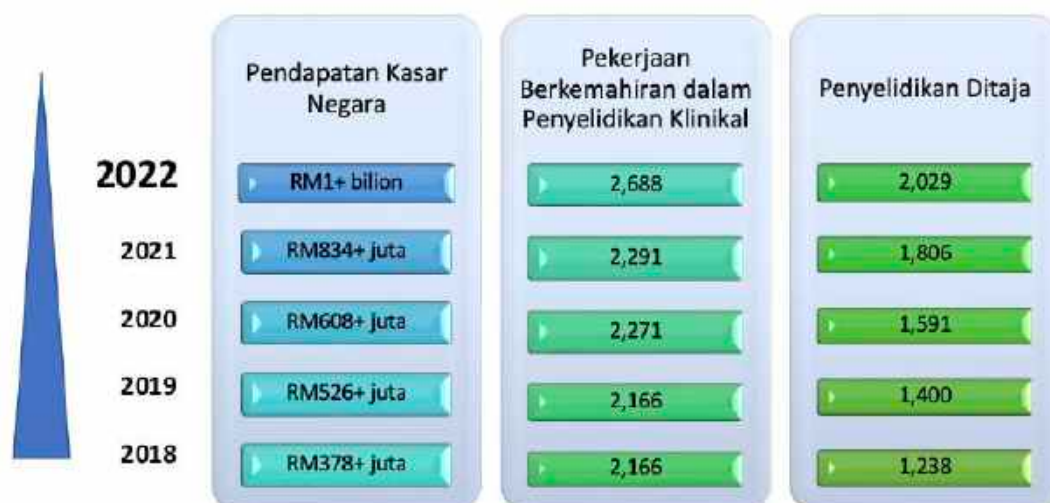 Pendapatan Kasar
Negara
Pekerjaan
Berkemahiran dalam
Penyelidikan Klinikal
Penyelidikan Ditaja
2022
RM1+ bilion
2,688
2,029
2021
RM834+ juta
2,291
1,806
2020
RM608+ juta
2,271
1,591
2019
RM526+ juta
2,166
1,400
2018
RM378+ juta
2,166
1,238